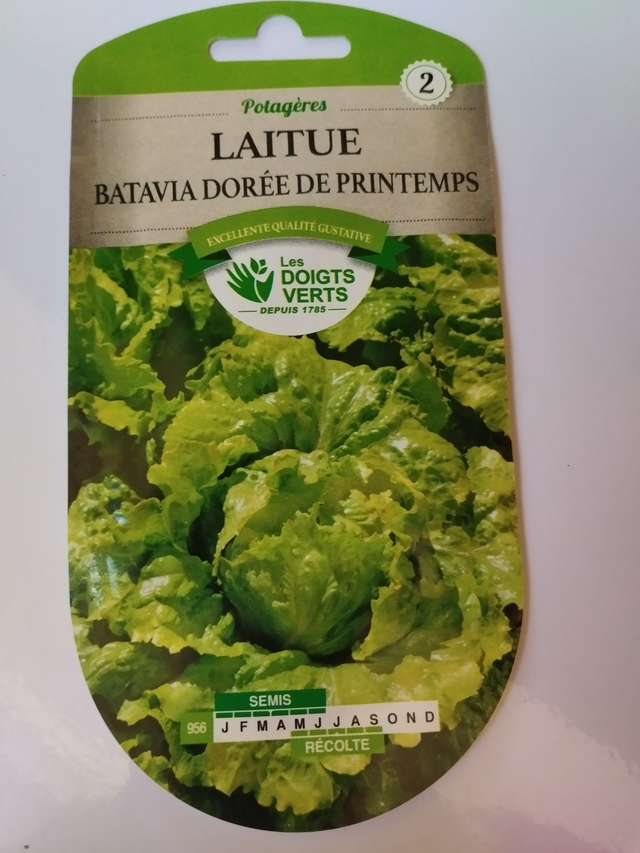 2
Potagères
LAITUE
BATAVIA DORÉE DE PRINTEMPS
EXCELLENTE QUALITÉ GUSTATIVE
Les
DOIGTS
VERTS
DEPUIS 1785
SEMIS
956 J F M A M J J A S O N D
RÉCOLTE